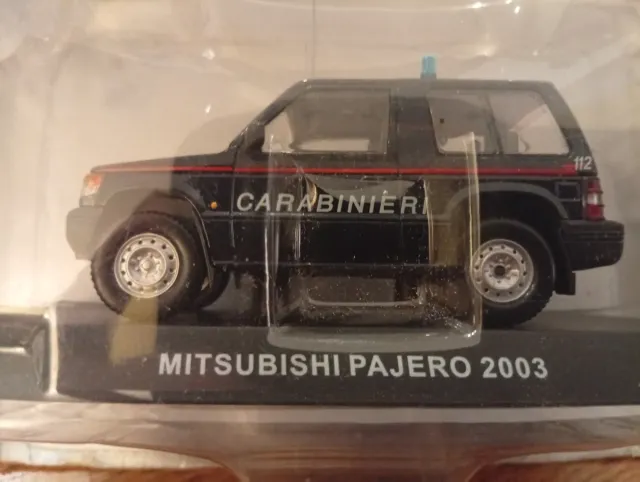 112
CARABINIERI
MITSUBISHI PAJERO 2003